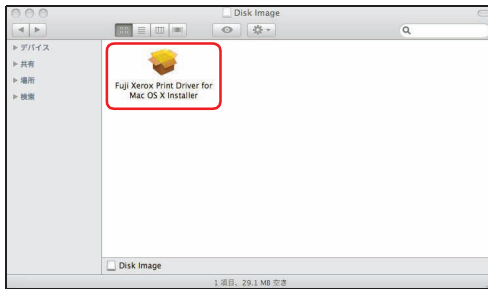 Disk Image
デバイス
共有
場所
検索
Fuji Xerox Print Driver for
Mac OS X Installer
Disk Image
1 項目、29.1 MB 空き